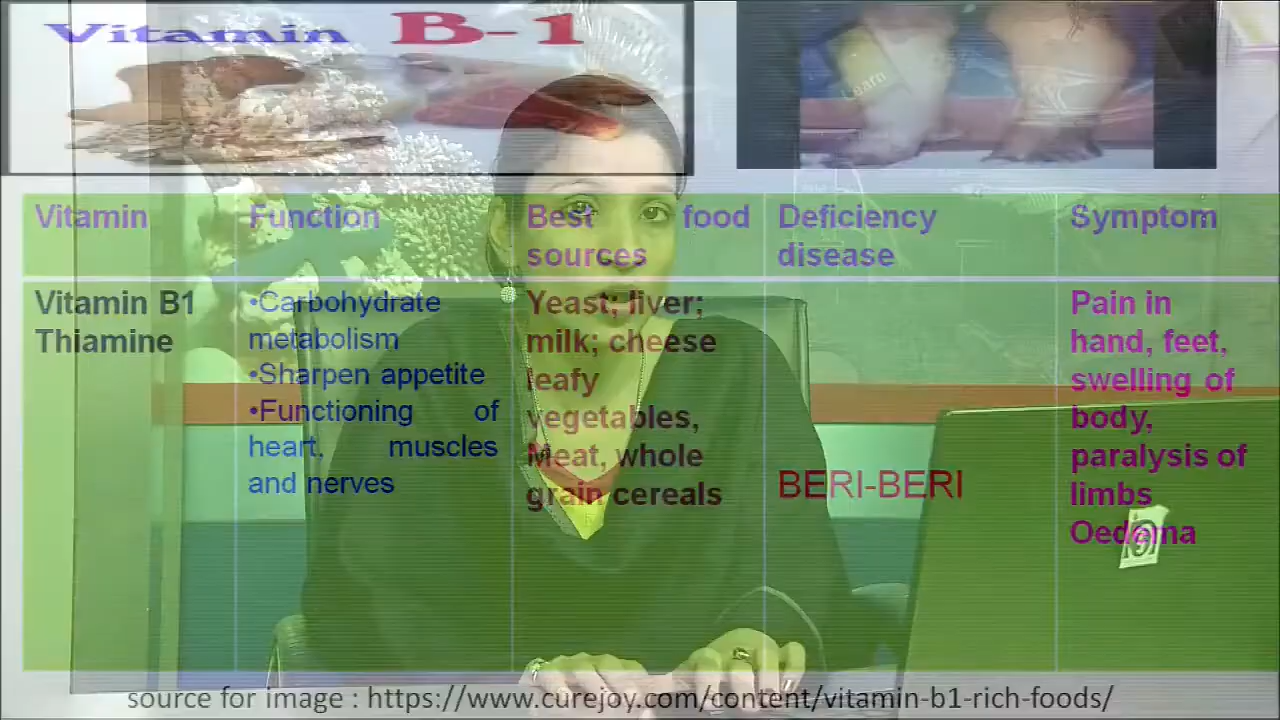 Vitamin B-1
Learn
Vitamin
Function
Best food
sources
Deficiency
disease
Symptom
Vitamin B1
Thiamine
•Carbohydrate
metabolism
•Sharpen appetite
•Functioning of
heart, muscles
and nerves
Yeast; liver;
milk; cheese
leafy
vegetables,
Meat, whole
grain cereals
BERI-BERI
Pain in
hand, feet,
swelling of
body,
paralysis of
limbs
Oedema
source for image : https://www.curejoy.com/content/vitamin-b1-rich-foods/